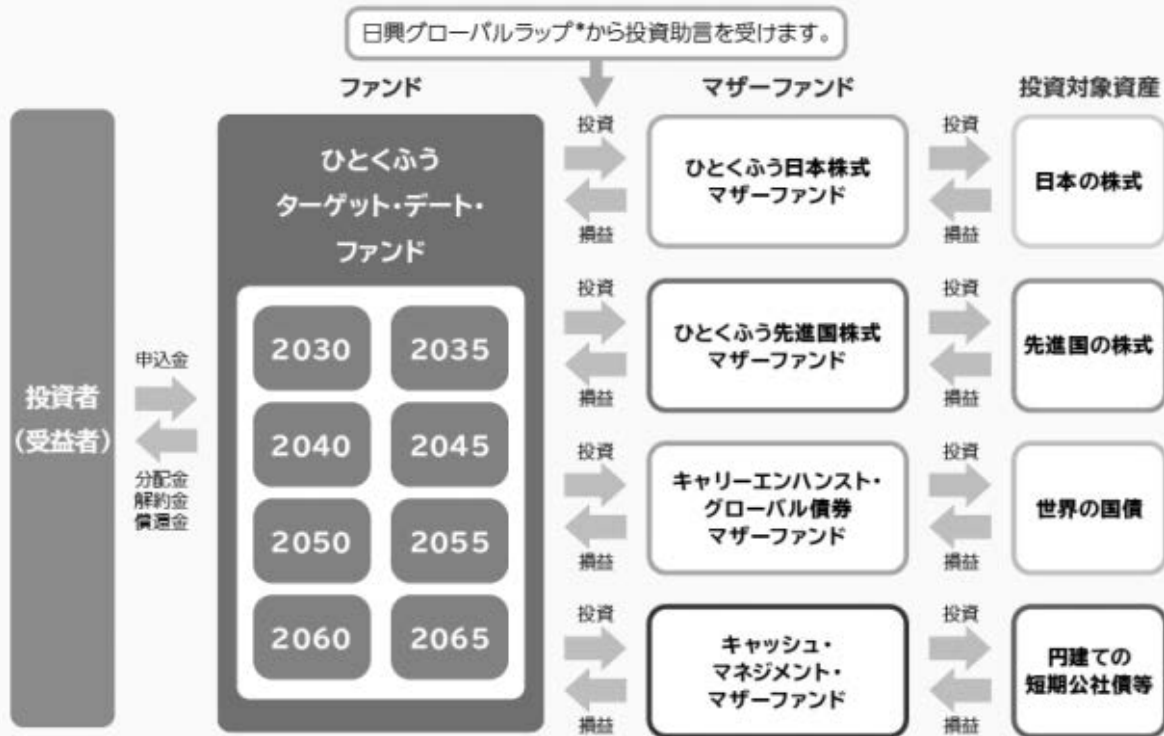 日興グローバルラップ*から投資助言を受けます。
ファンド
マザーファンド
投資対象資産
投資者
(受益者)
申込金
分配金
解約金
償還金
ひとくふう
ターゲット・デート・
ファンド
2030
2035
2040
2045
2050
2055
2060
2065
投資
損益
ひとくふう日本株式
マザーファンド
投資
損益
日本の株式
投資
損益
ひとくふう先進国株式
マザーファンド
投資
損益
先進国の株式
投資
損益
キャリーエンハンスト・
グローバル債券
マザーファンド
投資
損益
世界の国債
投資
損益
キャッシュ・
マネジメント・
マザーファンド
投資
損益
円建ての
短期公社債等